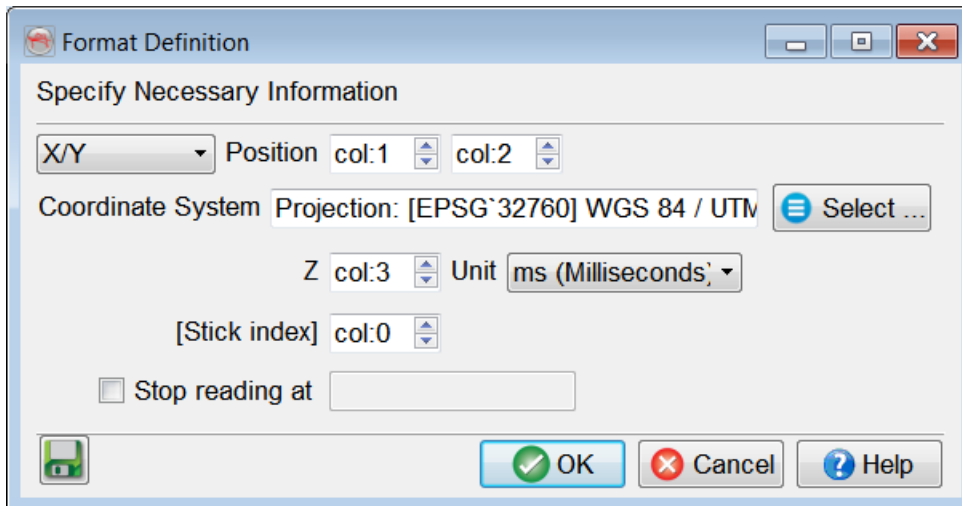 Format Definition
Specify Necessary Information
X/Y Position col:1 col:2
Coordinate System Projection: [EPSG`32760] WGS 84 / UTM Select ...
Z col:3 Unit ms (Milliseconds)
[Stick index] col:0
Stop reading at
OK Cancel Help